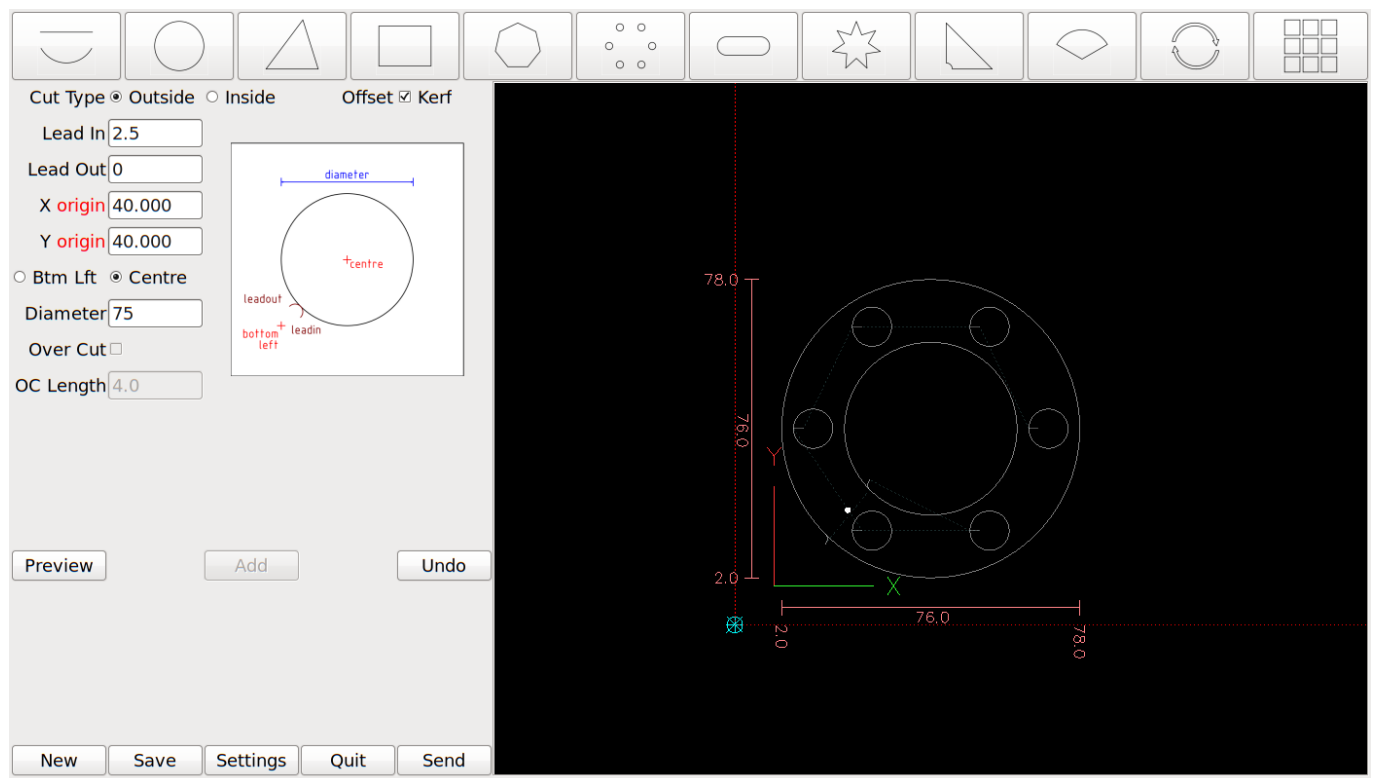 Cut Type Outside Inside Offset Kerf
Lead In 2.5
Lead Out 0
X origin 40.000
Y origin 40.000
Btm Lft Centre
Diameter 75
Over Cut
OC Length 4.0
diameter
centre
leadout
leadin
bottom
left
Preview Add Undo
New Save Settings Quit Send
78.0
76.0
Y
2.0
X
76.0
2.0
78.0